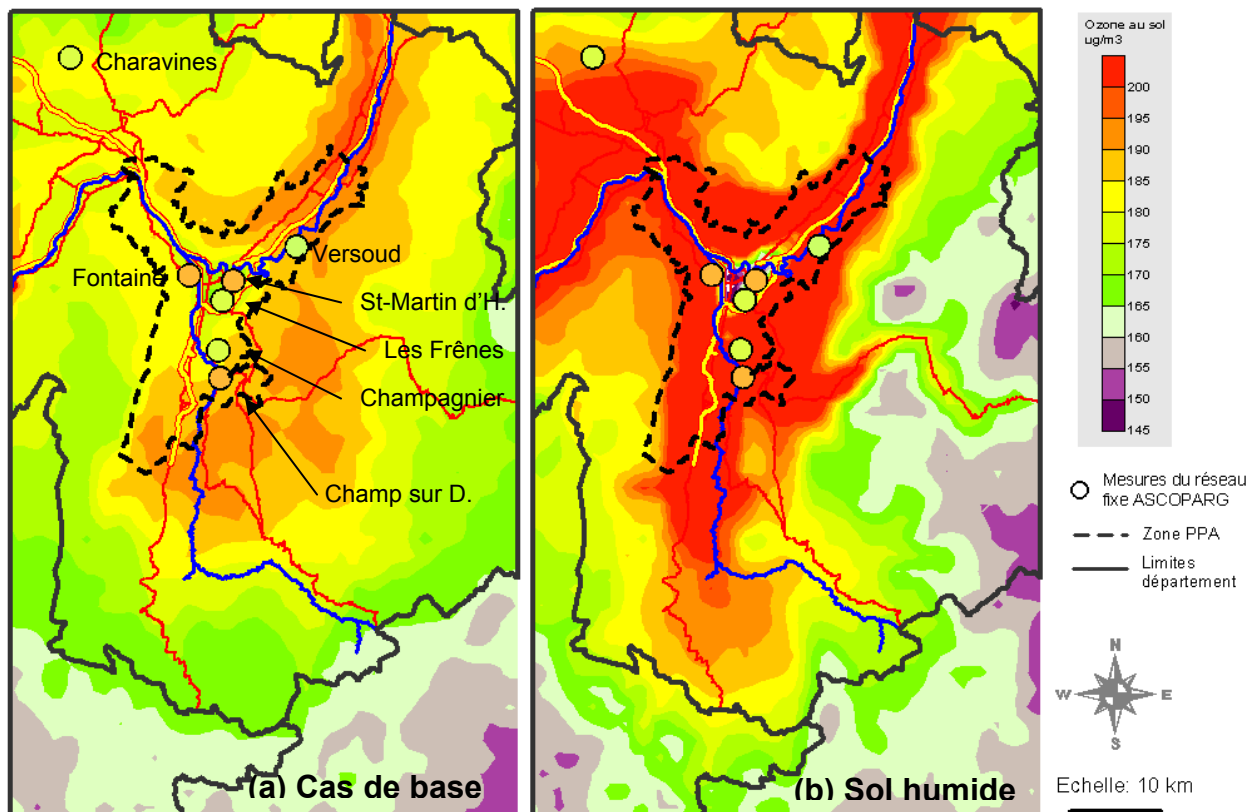 Charavines
Versoud
Fontaine
St-Martin d'H.
Les Frênes
Champagnier
Champ sur D.
(a) Cas de base
(b) Sol humide
Ozone au sol
ug/m3
200
195
190
185
180
175
170
165
160
155
150
145
Mesures du réseau
fixe ASCOPARG
Zone PPA
Limites
département
N
W E
S
Echelle: 10 km